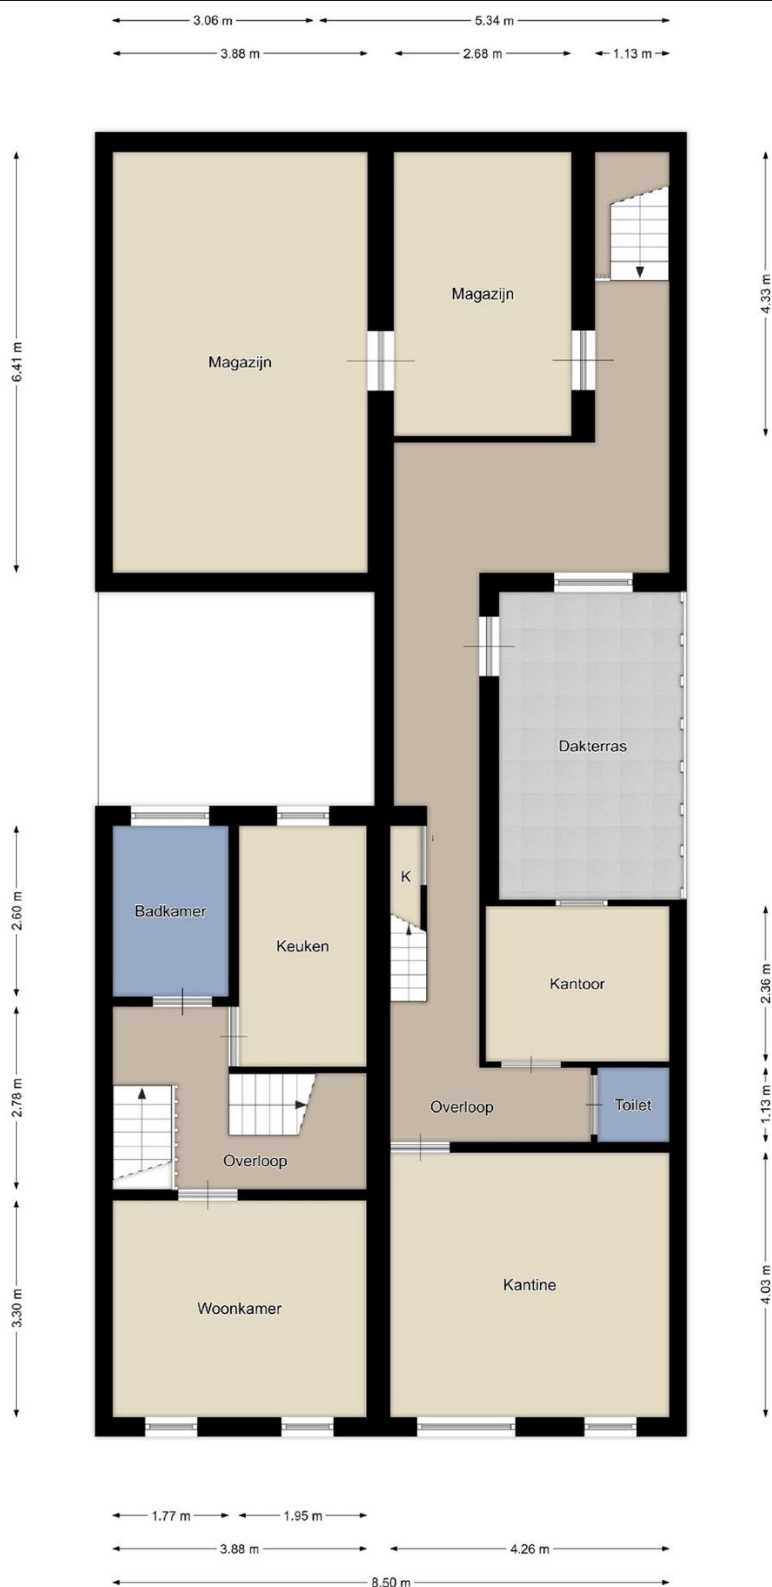 3.06 m 5.34 m
3.88 m 2.68 m 1.13 m
6.41 m
4.33 m
Magazijn
Magazijn
Dakterras
2.60 m
Badkamer
K
Keuken
Kantoor
2.36 m
2.78 m
Overloop
Toilet
1.13 m
Overloop
3.30 m
Woonkamer
Kantine
4.03 m
1.77 m 1.95 m
3.88 m 4.26 m
8.50 m